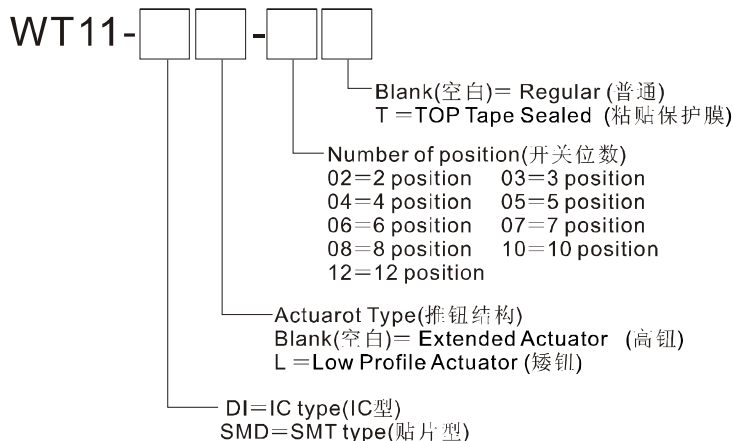 WT11-□□-□□
Blank(空白)= Regular (普通)
T =TOP Tape Sealed (粘贴保护膜)
Number of position(开关位数)
02=2 position 03=3 position
04=4 position 05=5 position
06=6 position 07=7 position
08=8 position 10=10 position
12=12 position
Actuarot Type(推钮结构)
Blank(空白)= Extended Actuator (高钮)
L =Low Profile Actuator (矮钮)
DI=IC type(IC型)
SMD=SMT type(贴片型)